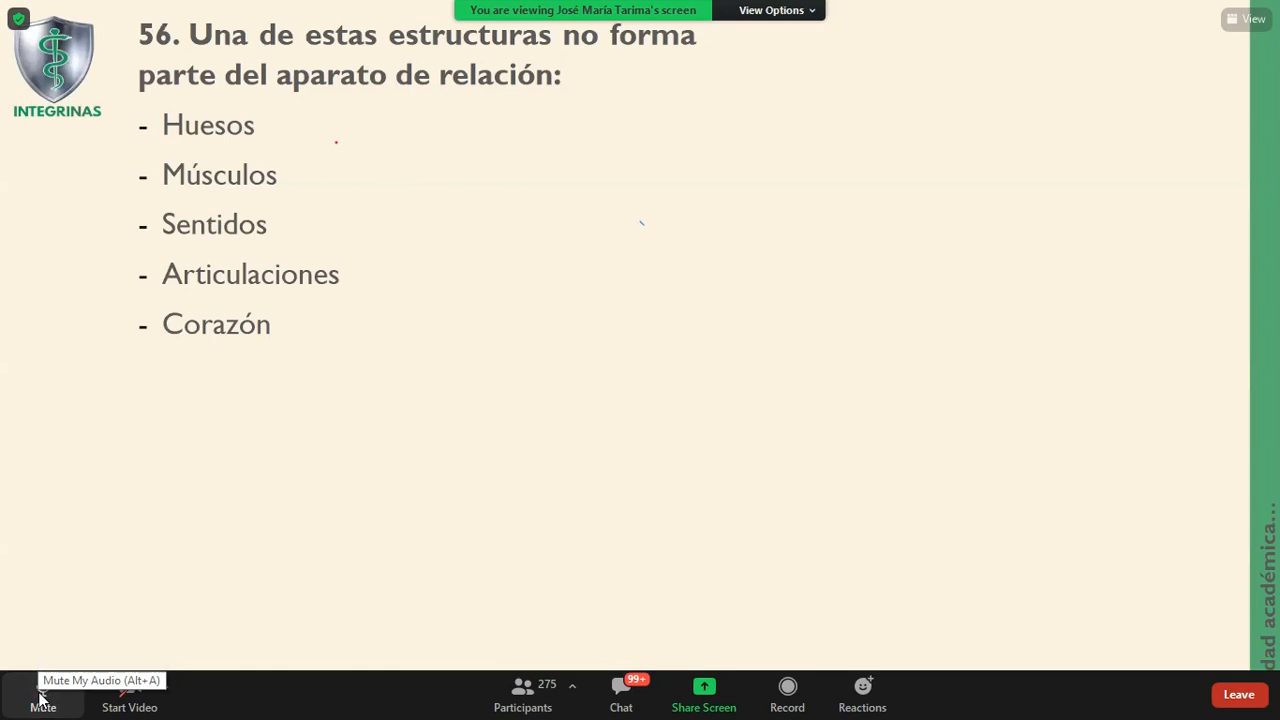 You are viewing José María Tarima's screen
View Options
View
INTEGRINAS
56. Una de estas estructuras no forma
parte del aparato de relación:
- Huesos
- Músculos
- Sentidos
- Articulaciones
- Corazón
dad académica...
Mute My Audio (Alt+A)
Mute
Start Video
275
Participants
99+
Chat
Share Screen
Record
Reactions
Leave